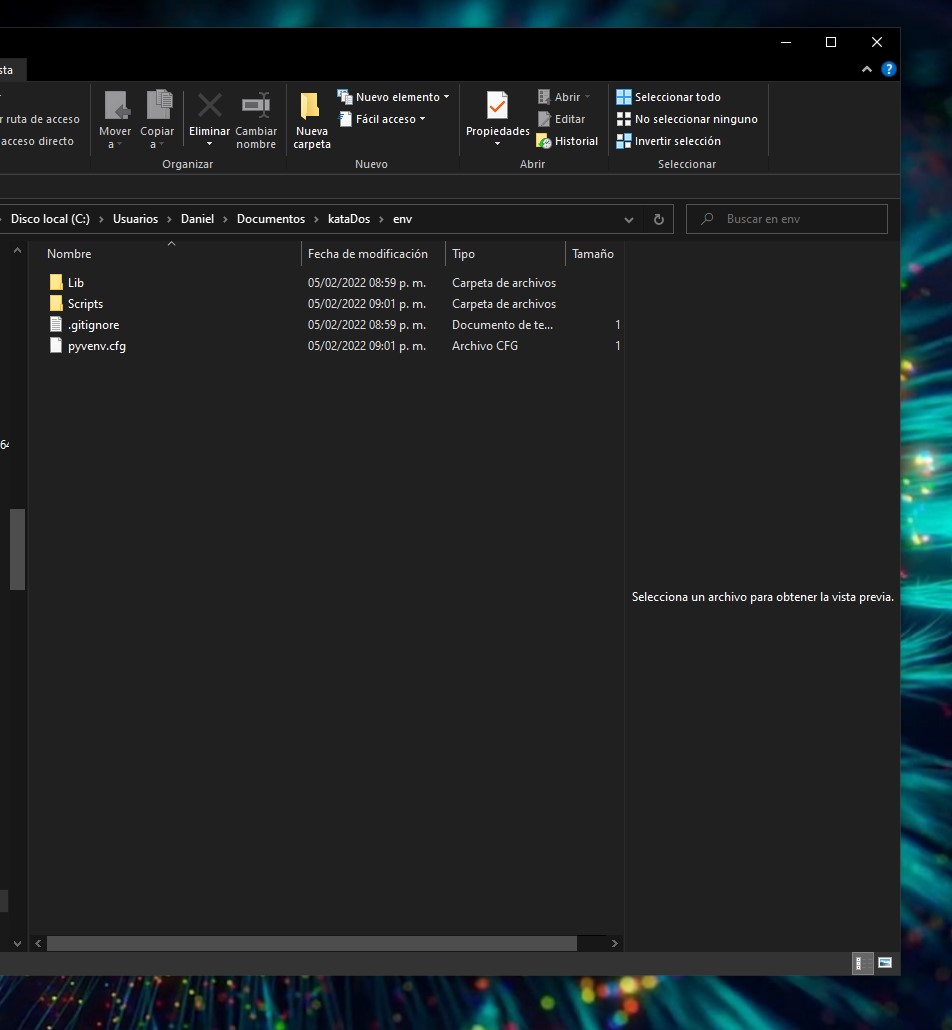 sta
?
r ruta de acceso
acceso directo
Mover a
Copiar a
Eliminar
Cambiar nombre
Organizar
Nueva carpeta
Nuevo elemento
Fácil acceso
Nuevo
Propiedades
Abrir
Editar
Historial
Abrir
Seleccionar todo
No seleccionar ninguno
Invertir selección
Seleccionar
Disco local (C:) › Usuarios › Daniel › Documentos › kataDos › env
Buscar en env
Nombre Fecha de modificación Tipo Tamaño
Lib 05/02/2022 08:59 p. m. Carpeta de archivos
Scripts 05/02/2022 09:01 p. m. Carpeta de archivos
.gitignore 05/02/2022 08:59 p. m. Documento de te... 1
pyvenv.cfg 05/02/2022 09:01 p. m. Archivo CFG 1
64
Selecciona un archivo para obtener la vista previa.